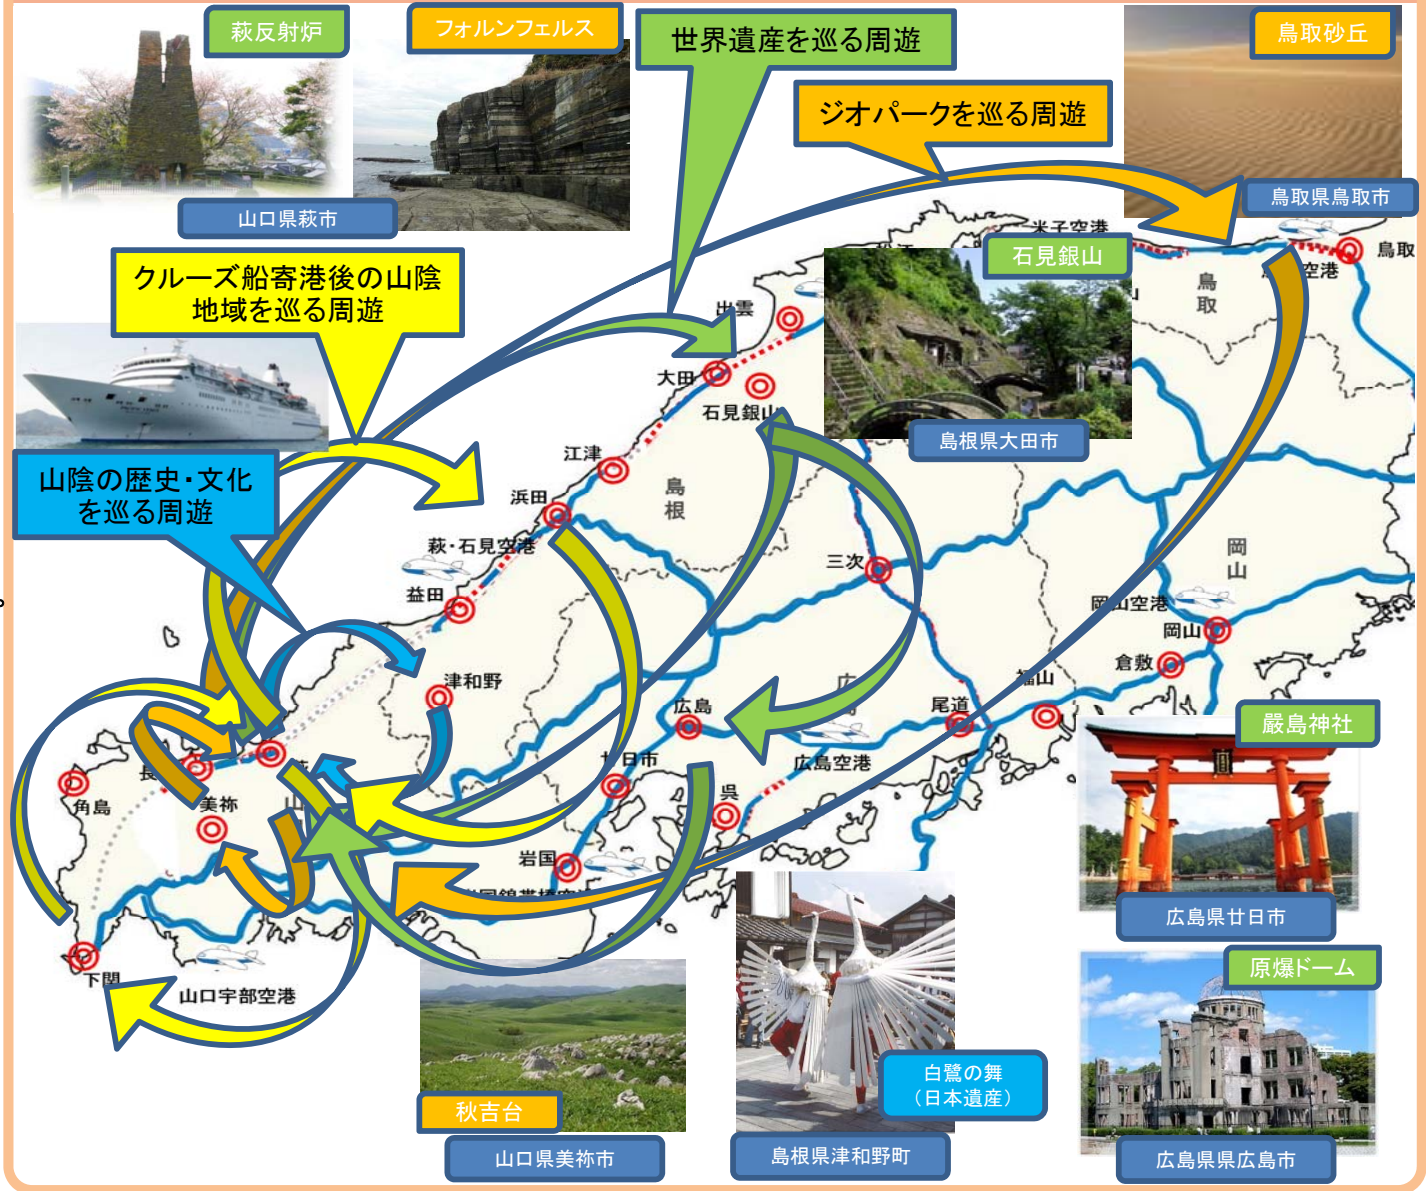 萩反射炉
フォルンフェルス
世界遺産を巡る周遊
鳥取砂丘
ジオパークを巡る周遊
山口県萩市
鳥取県鳥取市
米子空港
石見銀山
鳥取
鳥取
クルーズ船寄港後の山陰
地域を巡る周遊
出雲
大田
石見銀山
島根県大田市
江津
島根
山陰の歴史・文化
を巡る周遊
浜田
萩・石見空港
三次
岡山
益田
岡山空港
岡山
倉敷
津和野
福山
広島
尾道
嚴島神社
広島空港
廿日市
角島
美祢
呉
岩国
広島県廿日市
下関
山口宇部空港
原爆ドーム
白鷺の舞
（日本遺産）
秋吉台
山口県美祢市
島根県津和野町
広島県県広島市
。